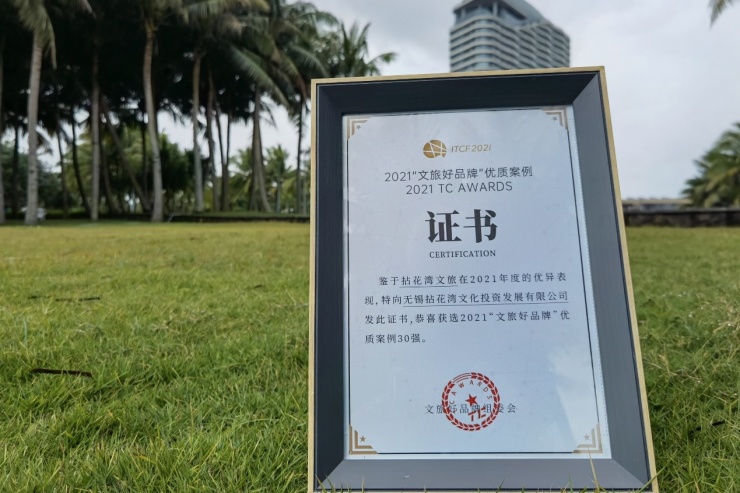 ITCF 2021
2021“文旅好品牌”优质案例
2021 TC AWARDS
证书
CERTIFICATION
鉴于拈花湾文旅在2021年度的优异表
现，特向无锡拈花湾文化投资发展有限公司
发此证书，恭喜获选2021“文旅好品牌”优
质案例30强。
文旅好品牌组委会
TC AWARDS